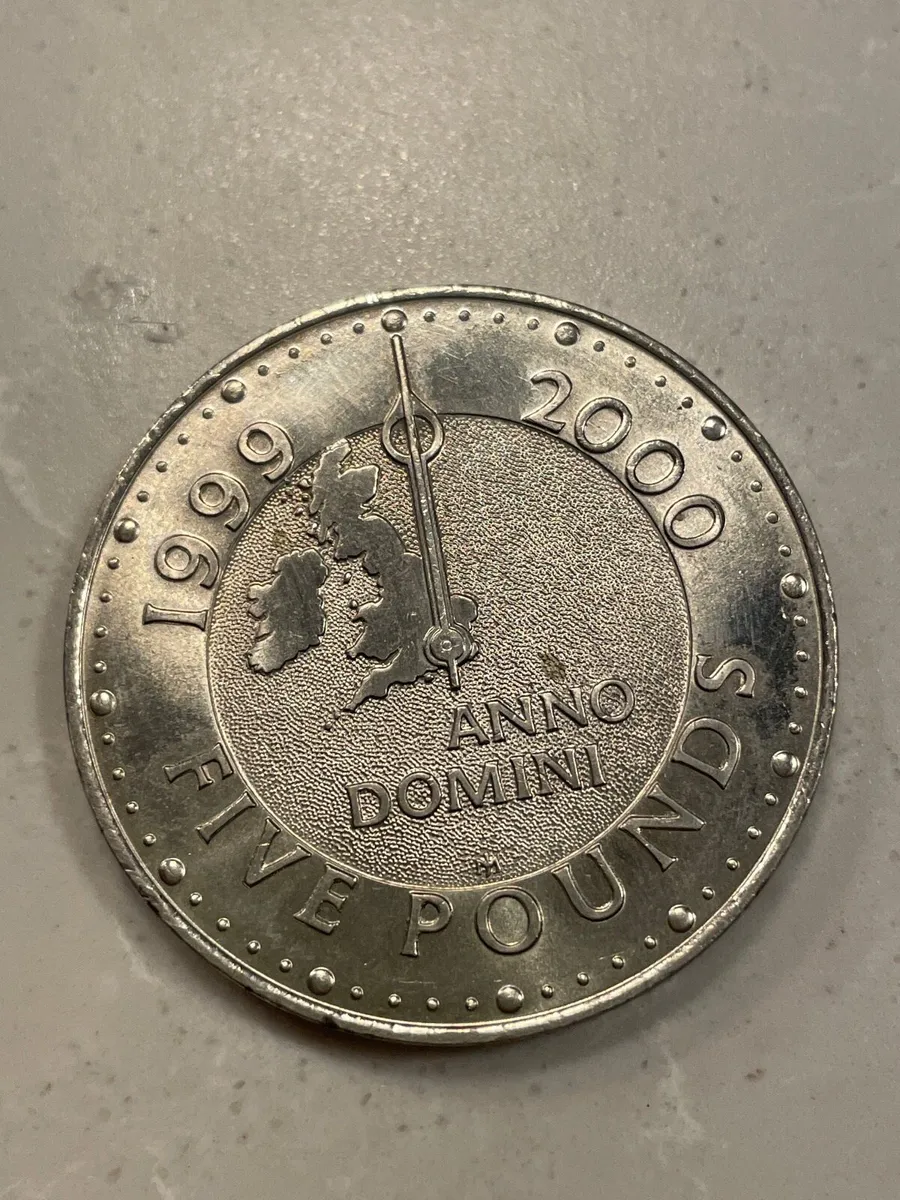 1999
2000
ANNO
DOMINI
FIVE POUNDS